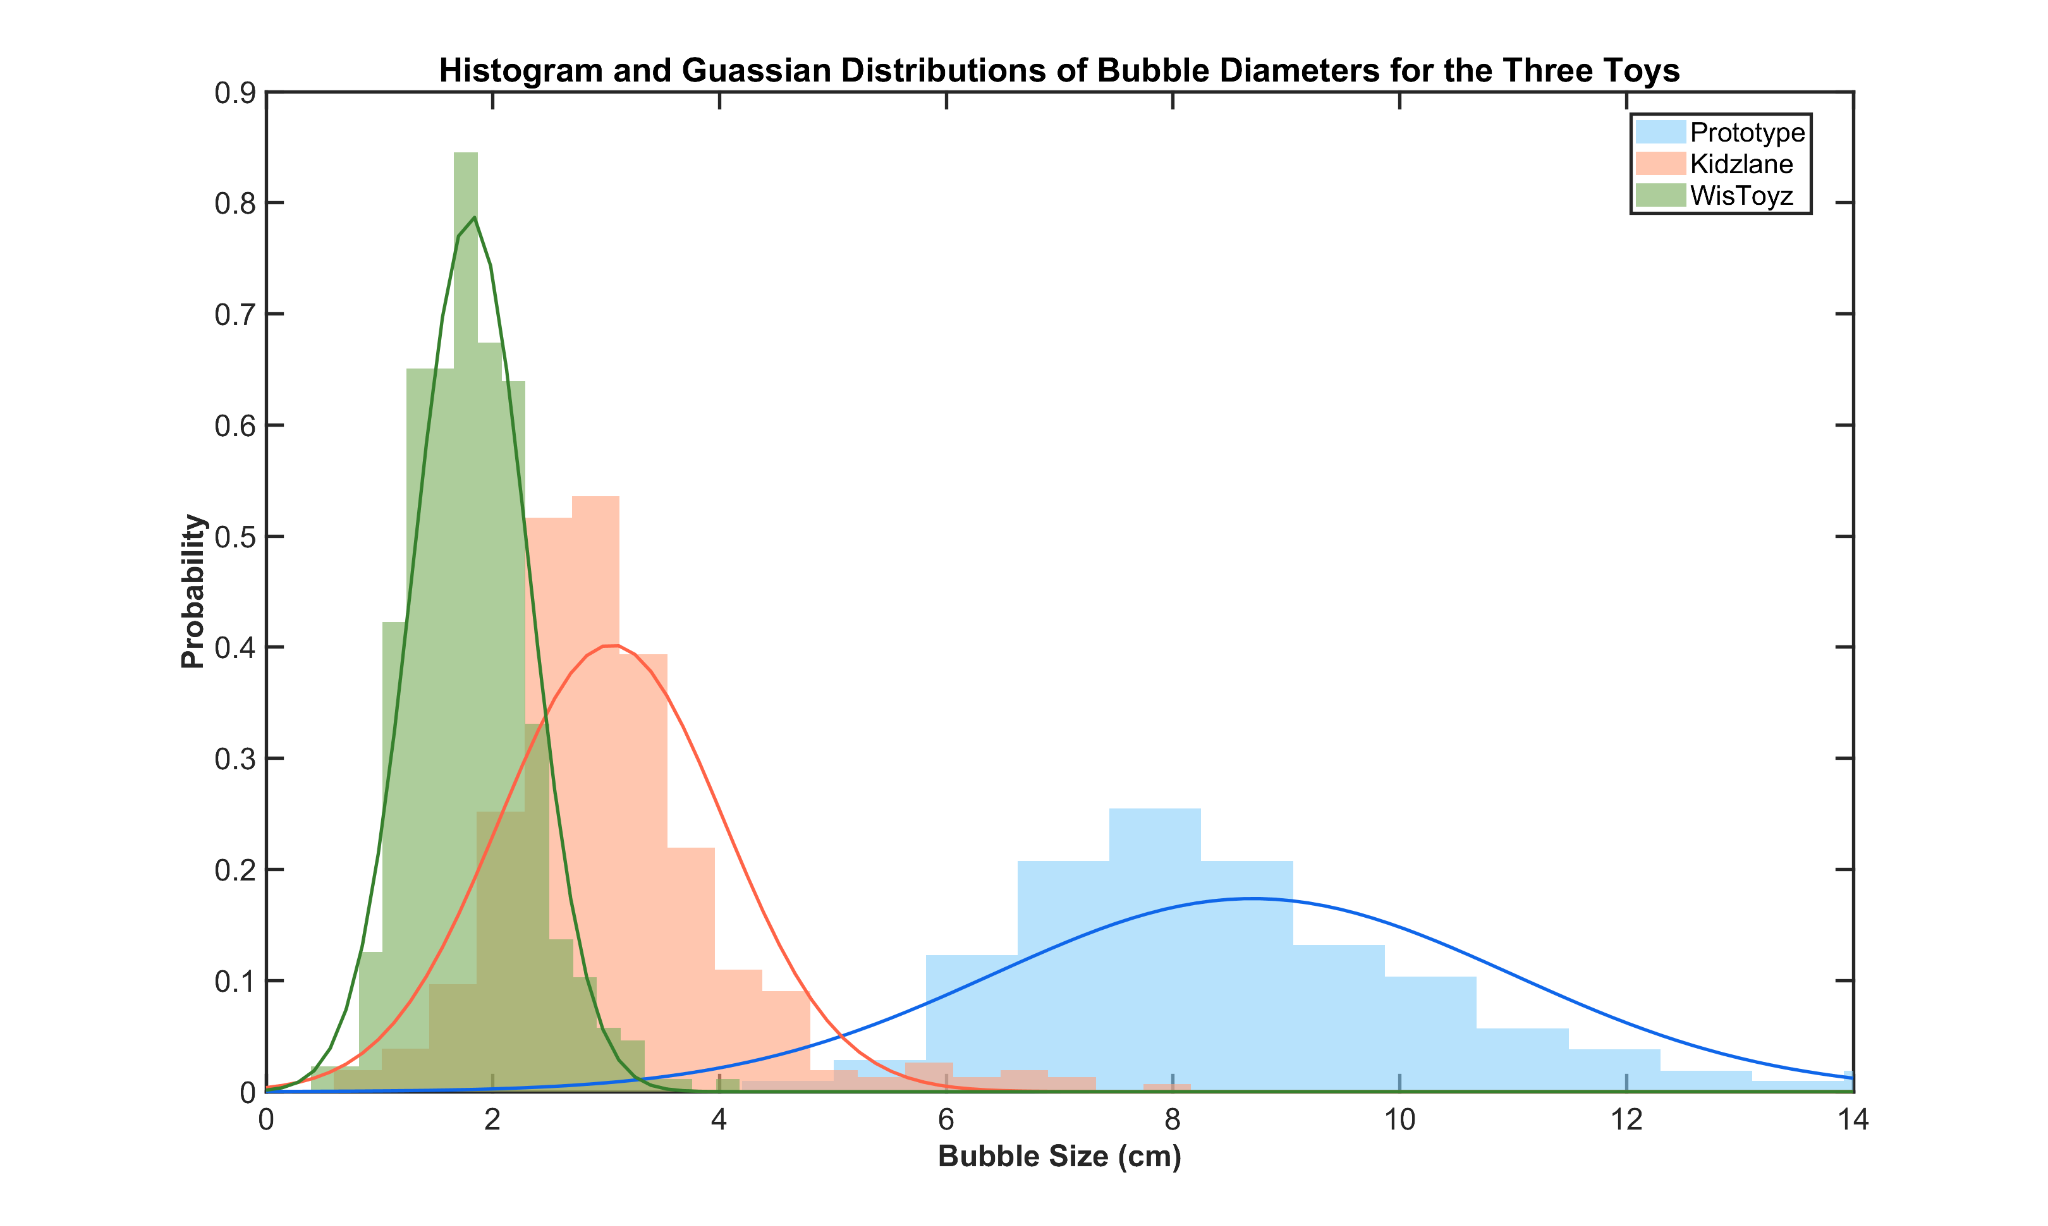 Histogram and Guassian Distributions of Bubble Diameters for the Three Toys
0.9
0.8
0.7
0.6
0.5
0.4
0.3
0.2
0.1
0
Probability
Prototype
Kidzlane
WisToyz
0 2 4 6 8 10 12 14
Bubble Size (cm)